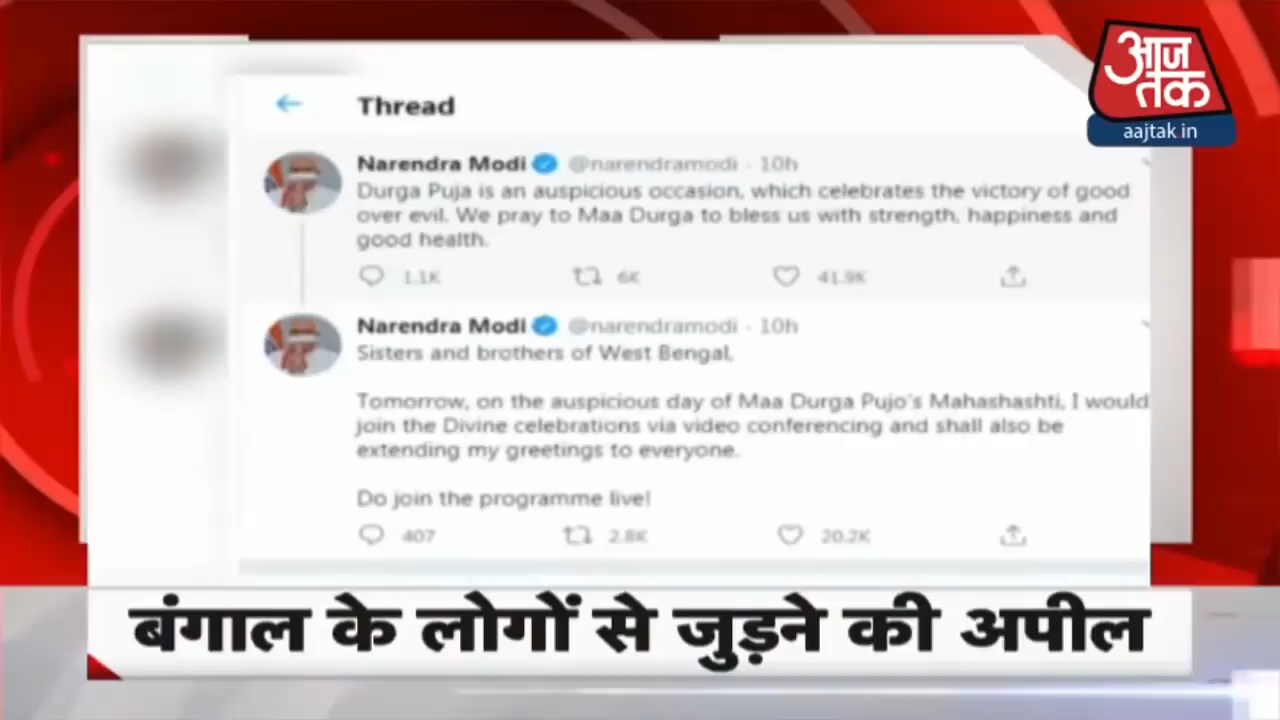 आज
तक
aajtak.in
Thread
Narendra Modi @narendramodi · 10h
Durga Puja is an auspicious occasion, which celebrates the victory of good
over evil. We pray to Maa Durga to bless us with strength, happiness and
good health.
1.1K 6K 41.9K
Narendra Modi @narendramodi · 10h
Sisters and brothers of West Bengal,
Tomorrow, on the auspicious day of Maa Durga Pujo's Mahashashti, I would
join the Divine celebrations via video conferencing and shall also be
extending my greetings to everyone.
Do join the programme live!
407 2.8K 20.2K
बंगाल के लोगों से जुड़ने की अपील